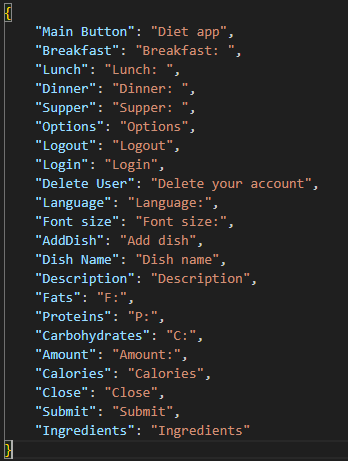 {
"Main Button": "Diet app",
"Breakfast": "Breakfast: ",
"Lunch": "Lunch: ",
"Dinner": "Dinner: ",
"Supper": "Supper: ",
"Options": "Options",
"Logout": "Logout",
"Login": "Login",
"Delete User": "Delete your account",
"Language": "Language:",
"Font size": "Font size:",
"AddDish": "Add dish",
"Dish Name": "Dish name",
"Description": "Description",
"Fats": "F:",
"Proteins": "P:",
"Carbohydrates": "C:",
"Amount": "Amount:",
"Calories": "Calories",
"Close": "Close",
"Submit": "Submit",
"Ingredients": "Ingredients"
}